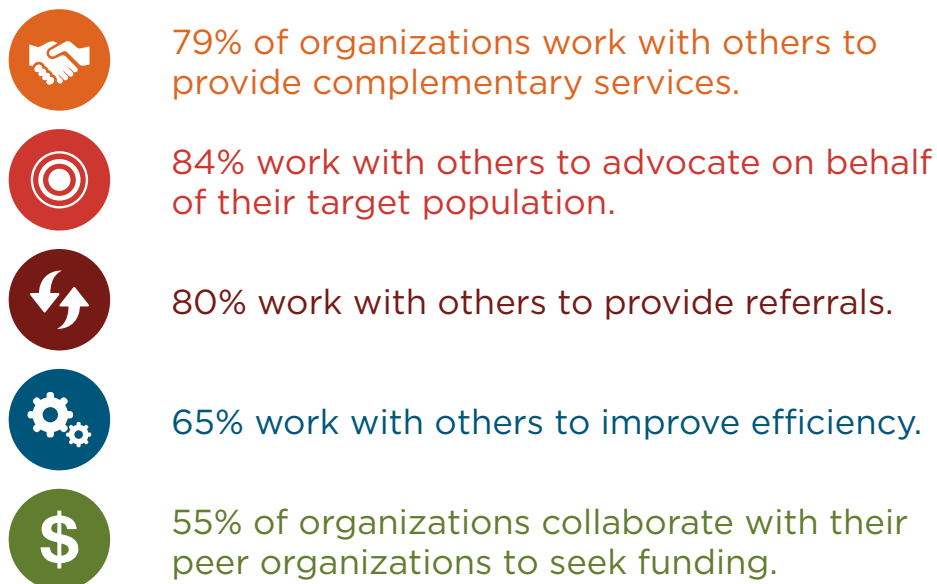 79% of organizations work with others to
provide complementary services.
84% work with others to advocate on behalf
of their target population.
80% work with others to provide referrals.
65% work with others to improve efficiency.
$
55% of organizations collaborate with their
peer organizations to seek funding.